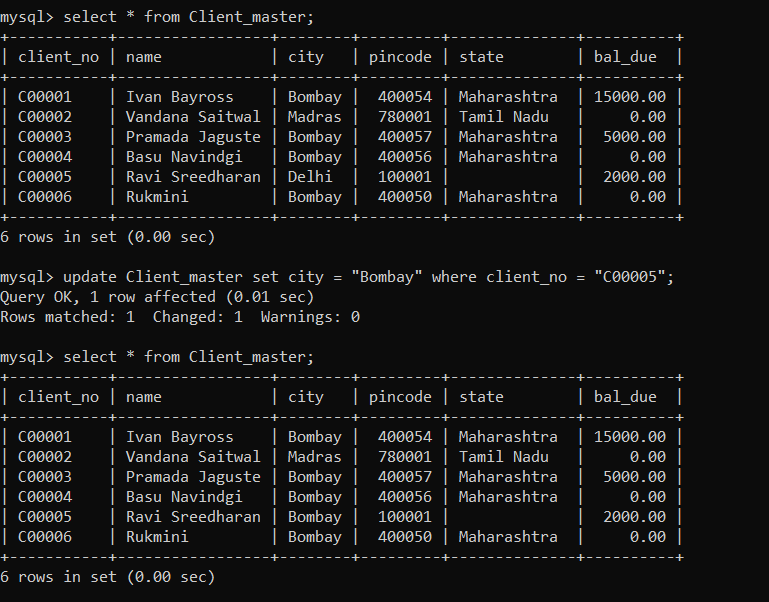 mysql> select * from Client_master;
+-----------+-----------------+--------+---------+--------------+----------+
| client_no | name            | city   | pincode | state        | bal_due  |
+-----------+-----------------+--------+---------+--------------+----------+
| C00001    | Ivan Bayross    | Bombay |  400054 | Maharashtra  | 15000.00 |
| C00002    | Vandana Saitwal | Madras |  780001 | Tamil Nadu   |     0.00 |
| C00003    | Pramada Jaguste | Bombay |  400057 | Maharashtra  |  5000.00 |
| C00004    | Basu Navindgi   | Bombay |  400056 | Maharashtra  |     0.00 |
| C00005    | Ravi Sreedharan | Delhi  |  100001 |              |  2000.00 |
| C00006    | Rukmini         | Bombay |  400050 | Maharashtra  |     0.00 |
+-----------+-----------------+--------+---------+--------------+----------+
6 rows in set (0.00 sec)
mysql> update Client_master set city = "Bombay" where client_no = "C00005";
Query OK, 1 row affected (0.01 sec)
Rows matched: 1  Changed: 1  Warnings: 0
mysql> select * from Client_master;
+-----------+-----------------+--------+---------+--------------+----------+
| client_no | name            | city   | pincode | state        | bal_due  |
+-----------+-----------------+--------+---------+--------------+----------+
| C00001    | Ivan Bayross    | Bombay |  400054 | Maharashtra  | 15000.00 |
| C00002    | Vandana Saitwal | Madras |  780001 | Tamil Nadu   |     0.00 |
| C00003    | Pramada Jaguste | Bombay |  400057 | Maharashtra  |  5000.00 |
| C00004    | Basu Navindgi   | Bombay |  400056 | Maharashtra  |     0.00 |
| C00005    | Ravi Sreedharan | Bombay |  100001 |              |  2000.00 |
| C00006    | Rukmini         | Bombay |  400050 | Maharashtra  |     0.00 |
+-----------+-----------------+--------+---------+--------------+----------+
6 rows in set (0.00 sec)